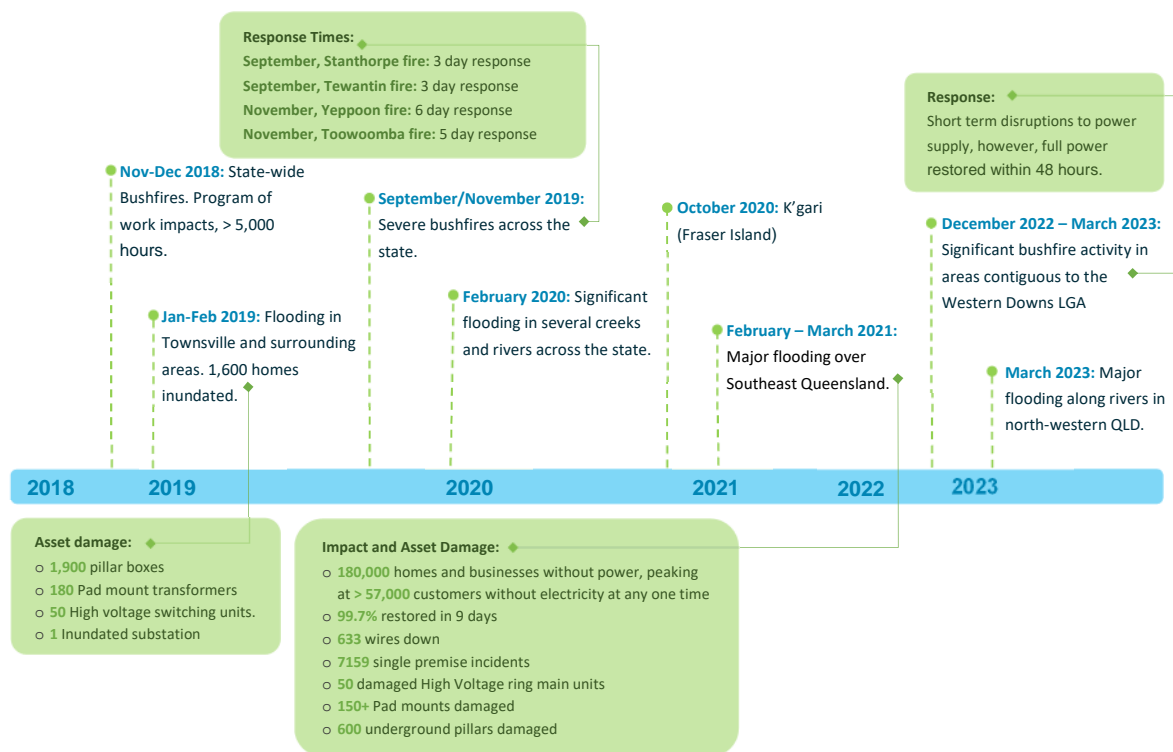 Response Times:
September, Stanthorpe fire: 3 day response
September, Tewantin fire: 3 day response
November, Yeppoon fire: 6 day response
November, Toowoomba fire: 5 day response
Response:
Short term disruptions to power
supply, however, full power
restored within 48 hours.
Nov-Dec 2018: State-wide
Bushfires. Program of
work impacts, > 5,000
hours.
September/November 2019:
Severe bushfires across the
state.
October 2020: K’gari
(Fraser Island)
December 2022 – March 2023:
Significant bushfire activity in
areas contiguous to the
Western Downs LGA
Jan-Feb 2019: Flooding in
Townsville and surrounding
areas. 1,600 homes
inundated.
February 2020: Significant
flooding in several creeks
and rivers across the state.
February – March 2021:
Major flooding over
Southeast Queensland.
March 2023: Major
flooding along rivers in
north-western QLD.
2018 2019 2020 2021 2022 2023
Asset damage:
o 1,900 pillar boxes
o 180 Pad mount transformers
o 50 High voltage switching units.
o 1 Inundated substation
Impact and Asset Damage:
o 180,000 homes and businesses without power, peaking
at > 57,000 customers without electricity at any one time
o 99.7% restored in 9 days
o 633 wires down
o 7159 single premise incidents
o 50 damaged High Voltage ring main units
o 150+ Pad mounts damaged
o 600 underground pillars damaged